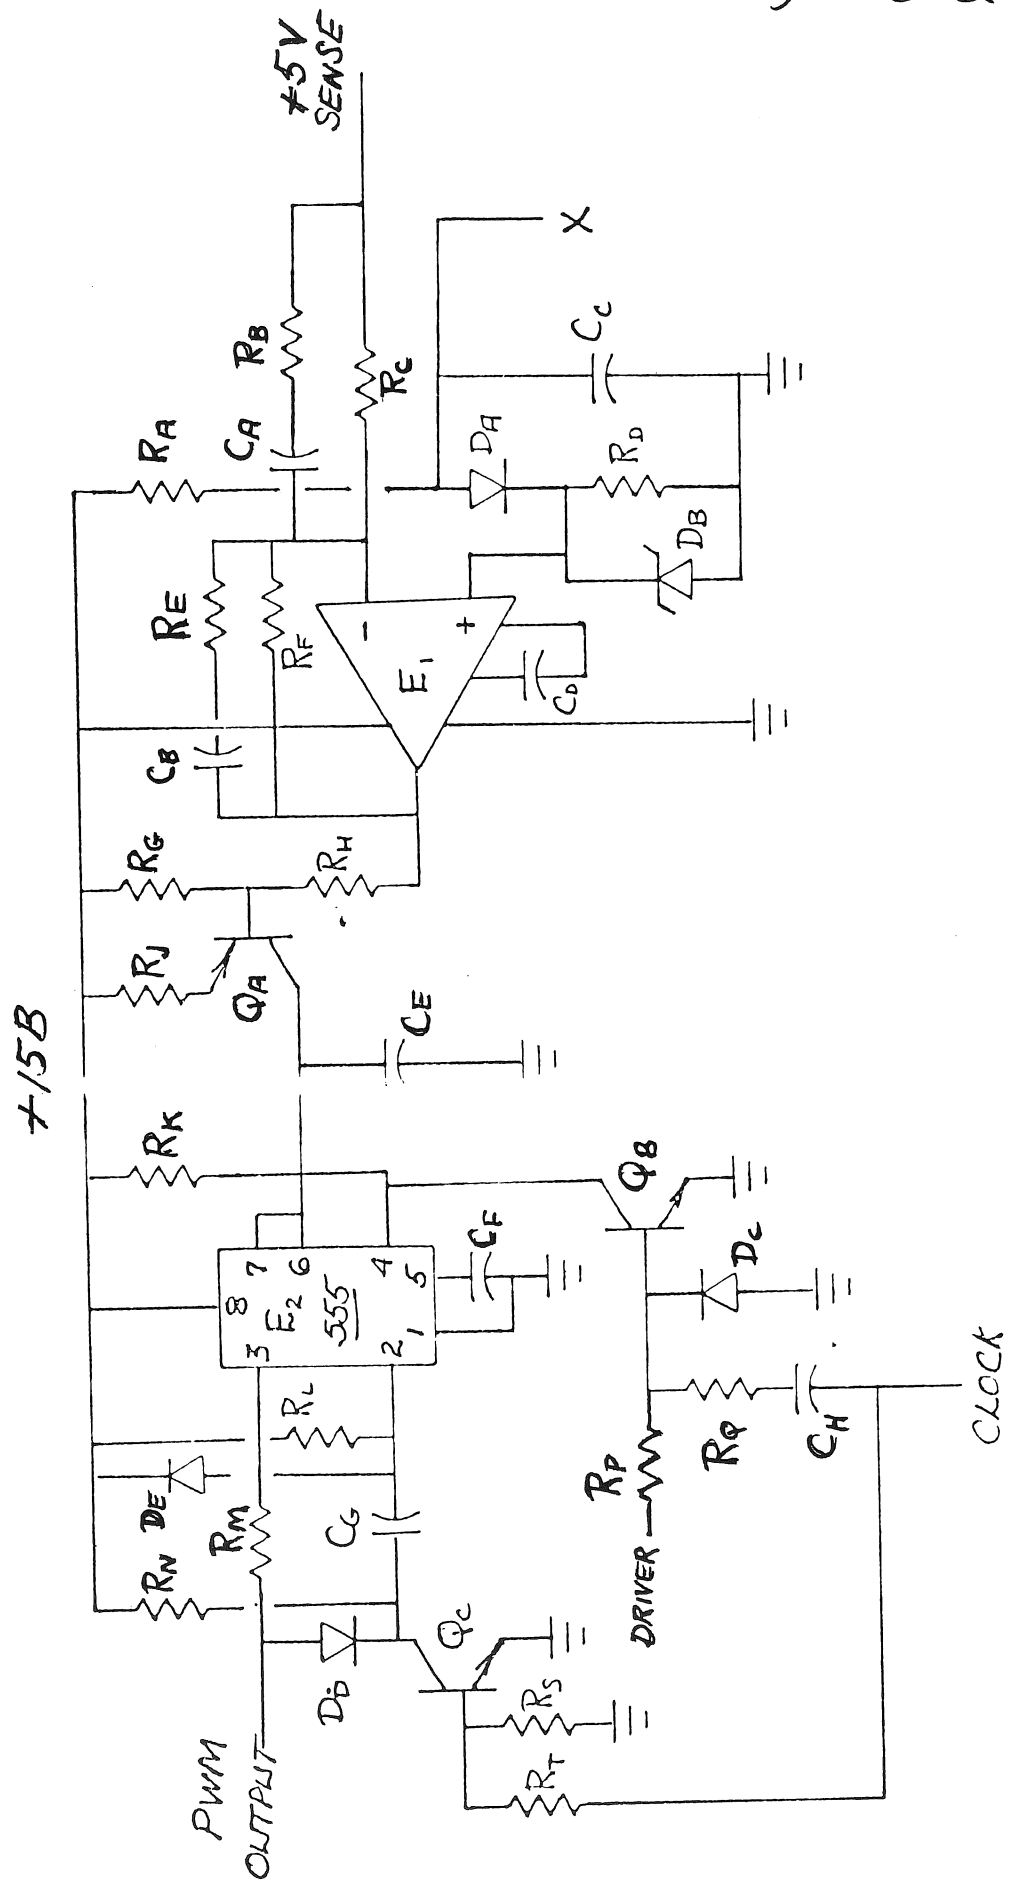 +15B
+5V
SENSE
RA
RB
CA
RC
X
CC
DA
RD
DB
RE
RF
CB
E1
-
+
CD
RG
RH
RJ
QA
CE
RK
8
7
6
4
5
3
2
1
E2
555
CF
QB
DC
RL
DE
RM
RN
CG
DD
QC
RS
RT
RP
RQ
CH
DRIVER
CLOCK
PWM
OUTPUT